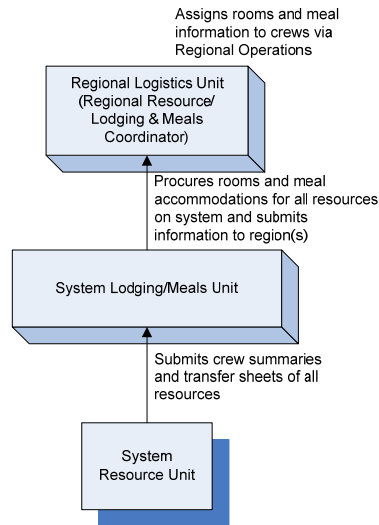 Assigns rooms and meal
information to crews via
Regional Operations
Regional Logistics Unit
(Regional Resource/
Lodging & Meals
Coordinator)
Procures rooms and meal
accommodations for all resources
on system and submits
information to region(s)
System Lodging/Meals Unit
Submits crew summaries
and transfer sheets of all
resources
System
Resource Unit